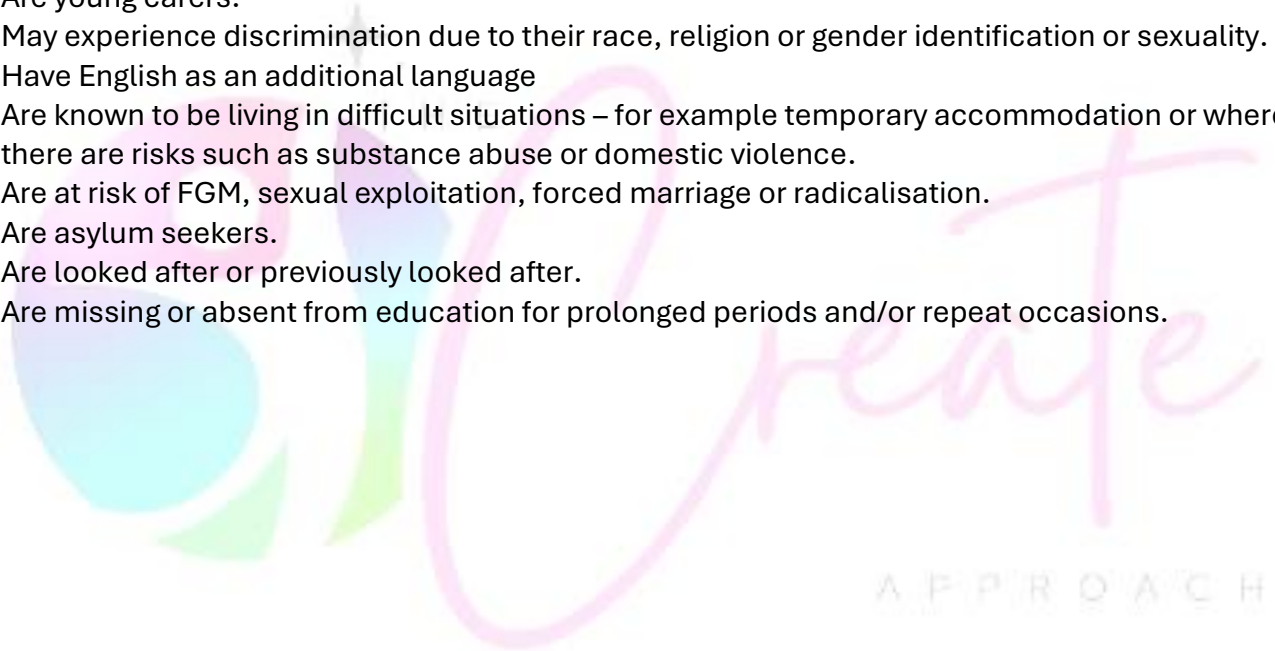 Are young carers.
May experience discrimination due to their race, religion or gender identification or sexuality.
Have English as an additional language
Are known to be living in difficult situations – for example temporary accommodation or where
there are risks such as substance abuse or domestic violence.
Are at risk of FGM, sexual exploitation, forced marriage or radicalisation.
Are asylum seekers.
Are looked after or previously looked after.
Are missing or absent from education for prolonged periods and/or repeat occasions.
THE
Create
APPROACH